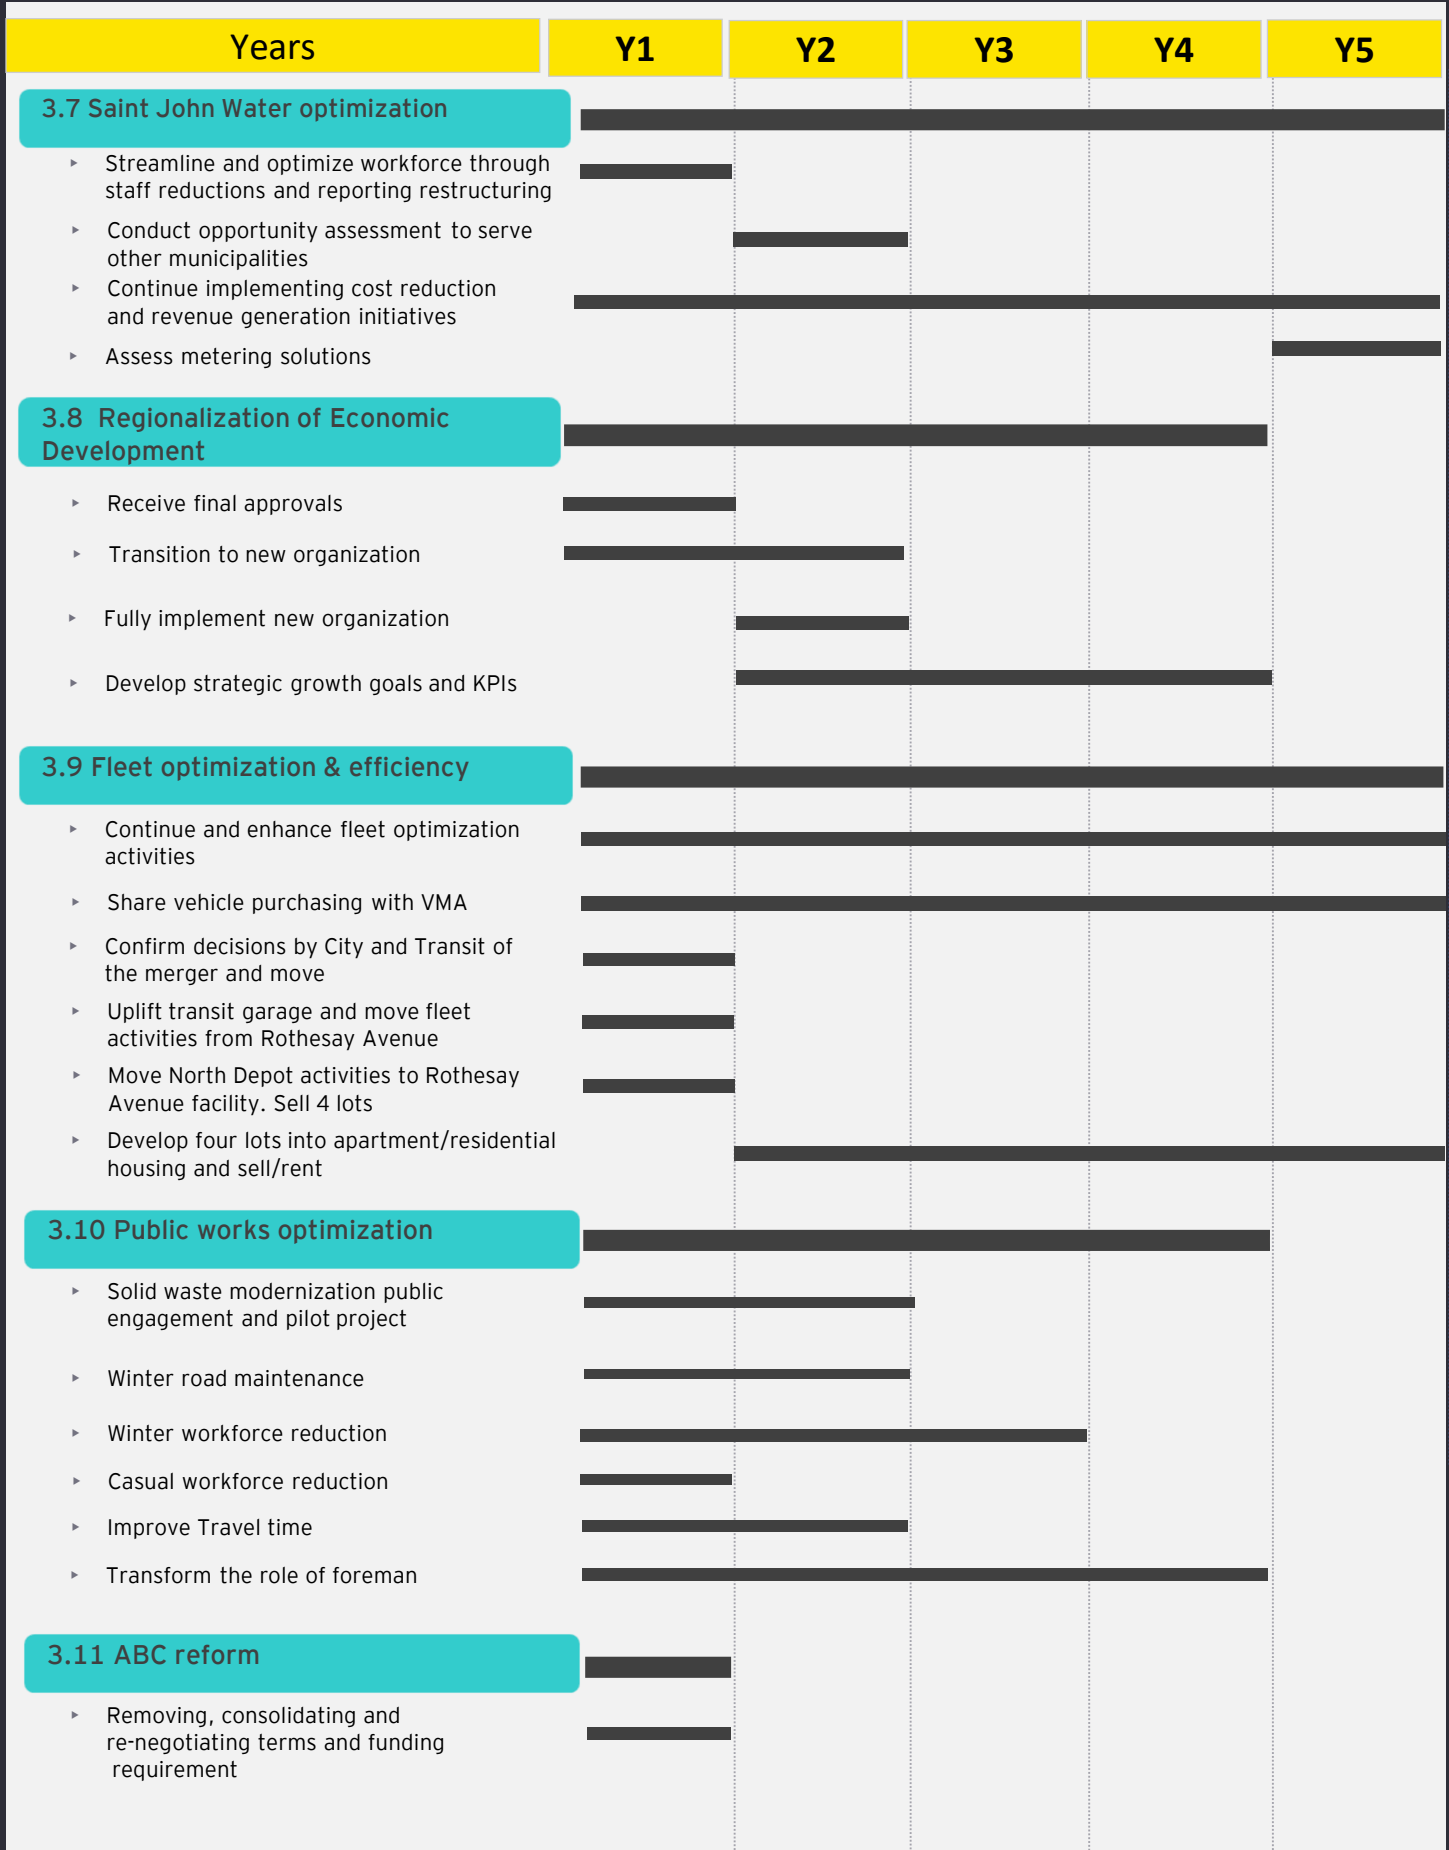 Years Y1 Y2 Y3 Y4 Y5
3.7 Saint John Water optimization
‣ Streamline and optimize workforce through
staff reductions and reporting restructuring
‣ Conduct opportunity assessment to serve
other municipalities
‣ Continue implementing cost reduction
and revenue generation initiatives
‣ Assess metering solutions
3.8 Regionalization of Economic
Development
‣ Receive final approvals
‣ Transition to new organization
‣ Fully implement new organization
‣ Develop strategic growth goals and KPIs
3.9 Fleet optimization & efficiency
‣ Continue and enhance fleet optimization
activities
‣ Share vehicle purchasing with VMA
‣ Confirm decisions by City and Transit of
the merger and move
‣ Uplift transit garage and move fleet
activities from Rothesay Avenue
‣ Move North Depot activities to Rothesay
Avenue facility. Sell 4 lots
‣ Develop four lots into apartment/residential
housing and sell/rent
3.10 Public works optimization
‣ Solid waste modernization public
engagement and pilot project
‣ Winter road maintenance
‣ Winter workforce reduction
‣ Casual workforce reduction
‣ Improve Travel time
‣ Transform the role of foreman
3.11 ABC reform
‣ Removing, consolidating and
re-negotiating terms and funding
requirement